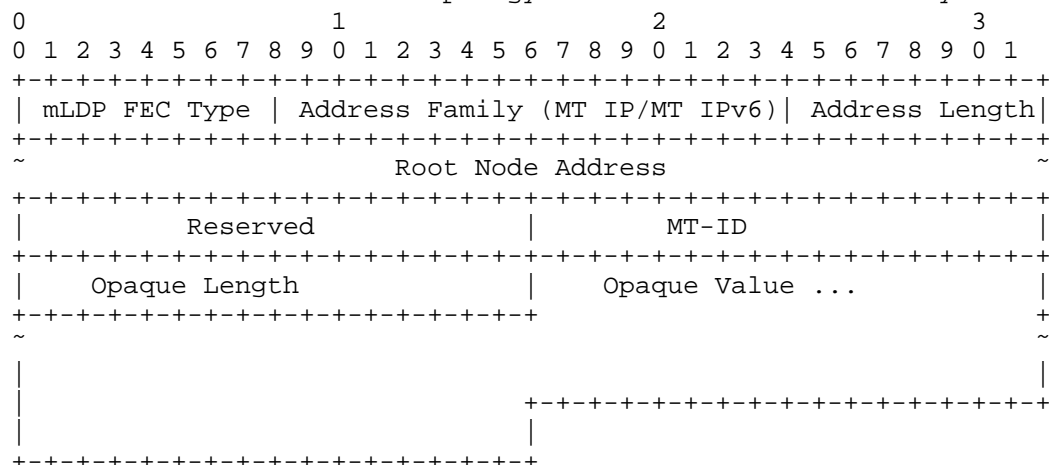 0                   1                   2                   3
0 1 2 3 4 5 6 7 8 9 0 1 2 3 4 5 6 7 8 9 0 1 2 3 4 5 6 7 8 9 0 1
+-+-+-+-+-+-+-+-+-+-+-+-+-+-+-+-+-+-+-+-+-+-+-+-+-+-+-+-+-+-+-+-+
| mLDP FEC Type | Address Family (MT IP/MT IPv6)| Address Length|
+-+-+-+-+-+-+-+-+-+-+-+-+-+-+-+-+-+-+-+-+-+-+-+-+-+-+-+-+-+-+-+-+
~                       Root Node Address                       ~
+-+-+-+-+-+-+-+-+-+-+-+-+-+-+-+-+-+-+-+-+-+-+-+-+-+-+-+-+-+-+-+-+
|          Reserved             |        MT-ID                  |
+-+-+-+-+-+-+-+-+-+-+-+-+-+-+-+-+-+-+-+-+-+-+-+-+-+-+-+-+-+-+-+-+
|    Opaque Length              |    Opaque Value ...           |
+-+-+-+-+-+-+-+-+-+-+-+-+-+-+-+-+                               +
~                                                               ~
|                                                               |
|                               +-+-+-+-+-+-+-+-+-+-+-+-+-+-+-+-+
|                               |
+-+-+-+-+-+-+-+-+-+-+-+-+-+-+-+-+